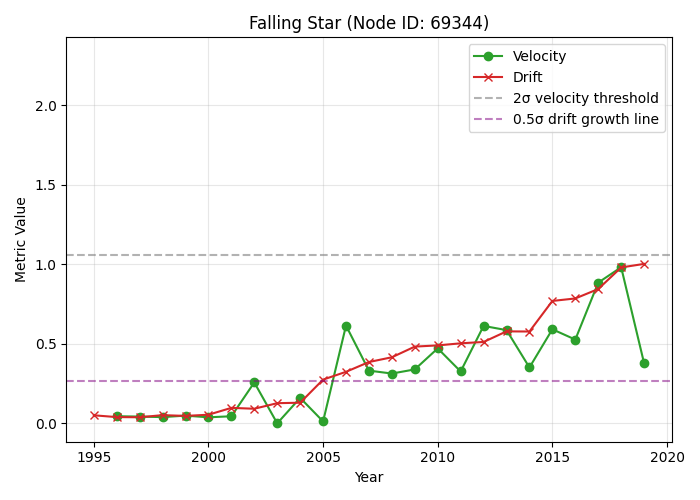 Falling Star (Node ID: 69344)
Velocity
Drift
2σ velocity threshold
0.5σ drift growth line
Metric Value
2.0
1.5
1.0
0.5
0.0
1995
2000
2005
2010
2015
2020
Year